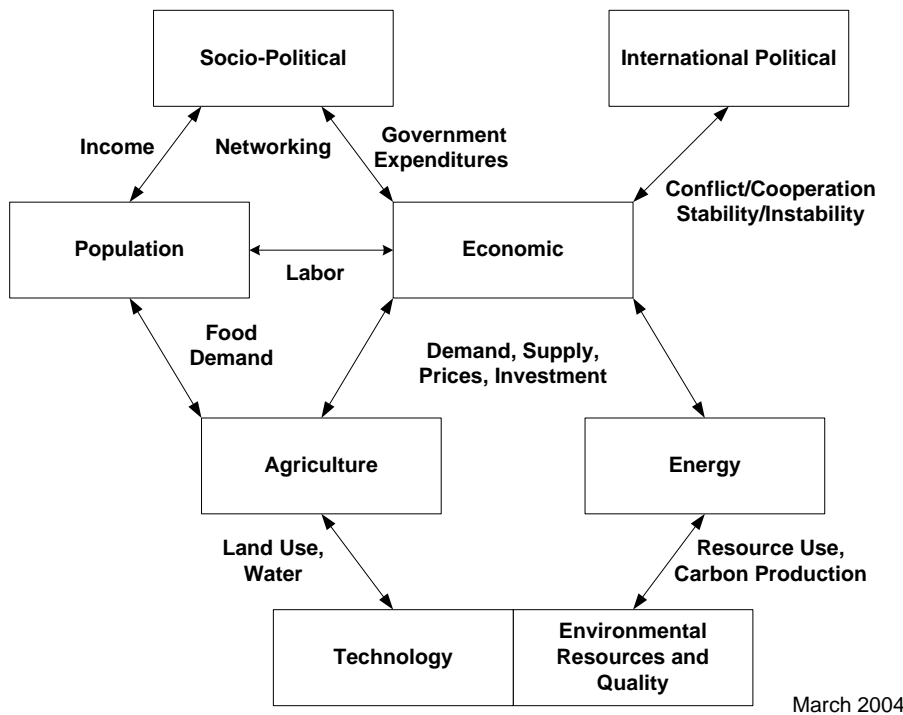 Socio-Political
International Political
Income
Networking
Government
Expenditures
Conflict/Cooperation
Stability/Instability
Population
Economic
Labor
Food
Demand
Demand, Supply,
Prices, Investment
Agriculture
Energy
Land Use,
Water
Resource Use,
Carbon Production
Technology
Environmental
Resources and
Quality
March 2004